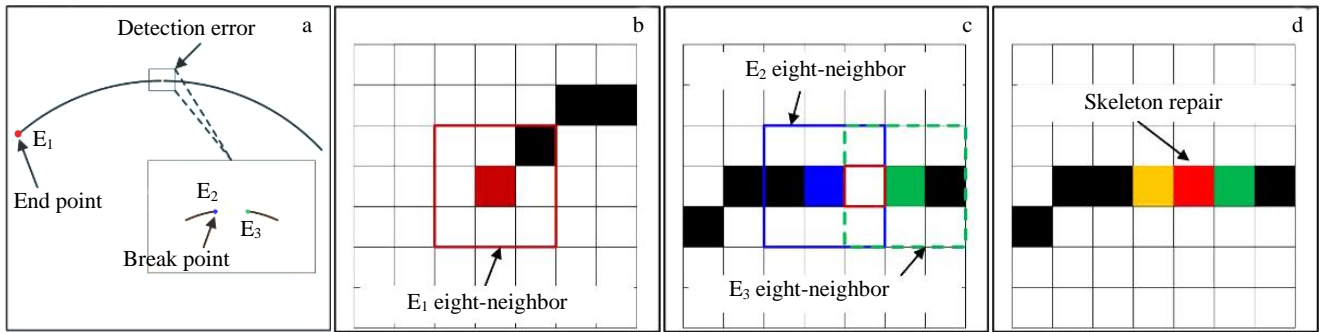 a
Detection error
E₁
End point
E₂
E₃
Break point
b
E₁ eight-neighbor
c
E₂ eight-neighbor
E₃ eight-neighbor
d
Skeleton repair